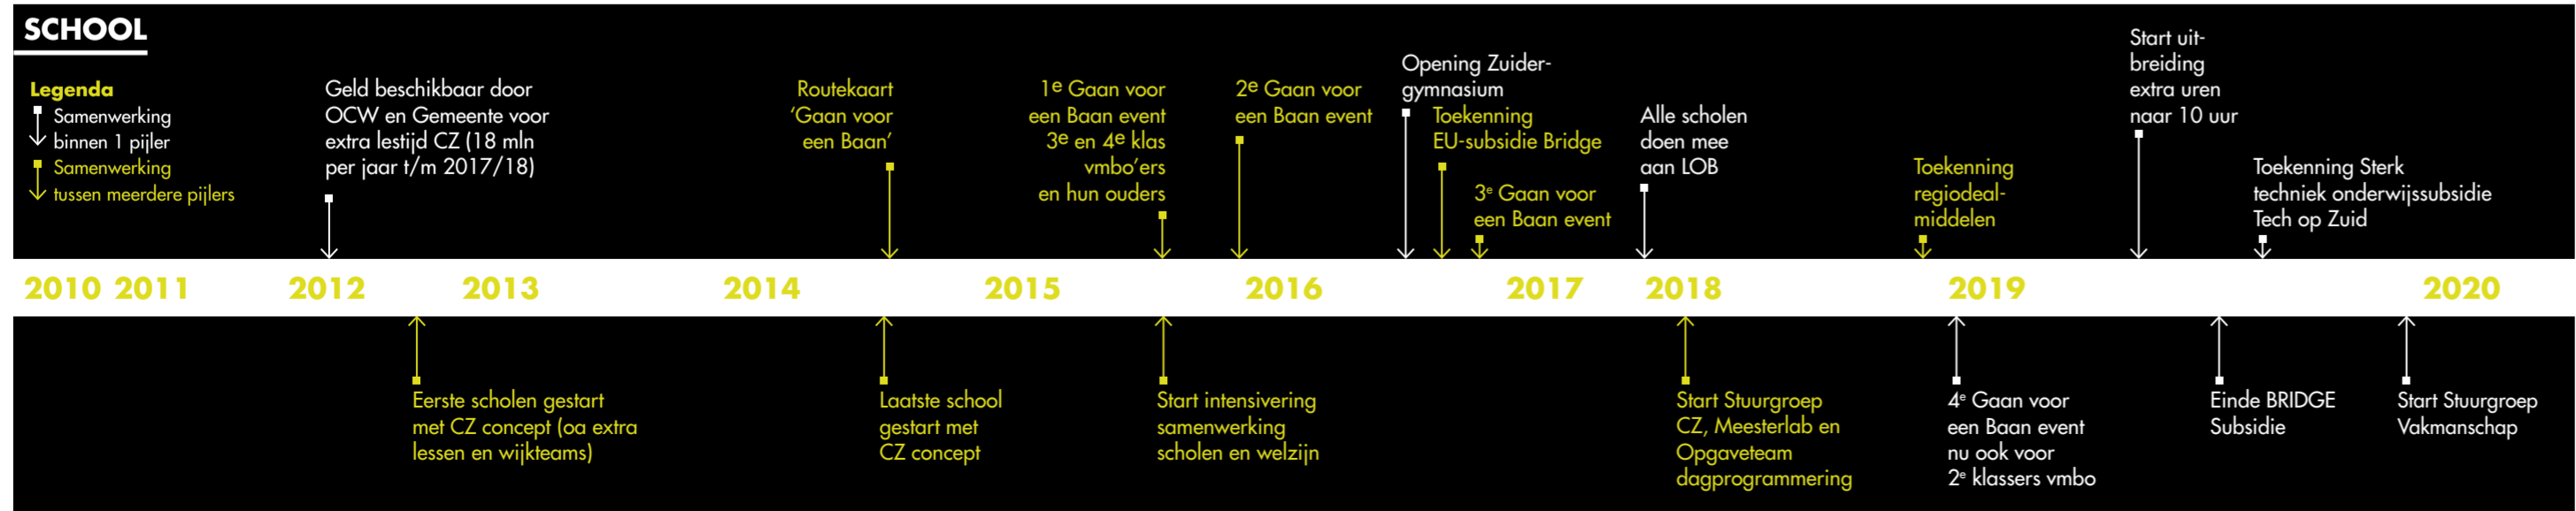 SCHOOL
Legenda
Samenwerking
binnen 1 pijler
Samenwerking
tussen meerdere pijlers
Geld beschikbaar door
OCW en Gemeente voor
extra lestijd CZ (18 mln
per jaar t/m 2017/18)
Routekaart
‘Gaan voor
een Baan’
1e Gaan voor
een Baan event
3e en 4e klas
vmbo’ers
en hun ouders
2e Gaan voor
een Baan event
Opening Zuider-
gymnasium
Toekenning
EU-subsidie Bridge
3e Gaan voor
een Baan event
Alle scholen
doen mee
aan LOB
Toekenning
regiodeal-
middelen
Start uit-
breiding
extra uren
naar 10 uur
Toekenning Sterk
techniek onderwijssubsidie
Tech op Zuid
2010 2011 2012 2013 2014 2015 2016 2017 2018 2019 2020
Eerste scholen gestart
met CZ concept (oa extra
lessen en wijkteams)
Laatste school
gestart met
CZ concept
Start intensivering
samenwerking
scholen en welzijn
Start Stuurgroep
CZ, Meesterlab en
Opgaveteam
dagprogrammering
4e Gaan voor
een Baan event
nu ook voor
2e klassers vmbo
Einde BRIDGE
Subsidie
Start Stuurgroep
Vakmanschap